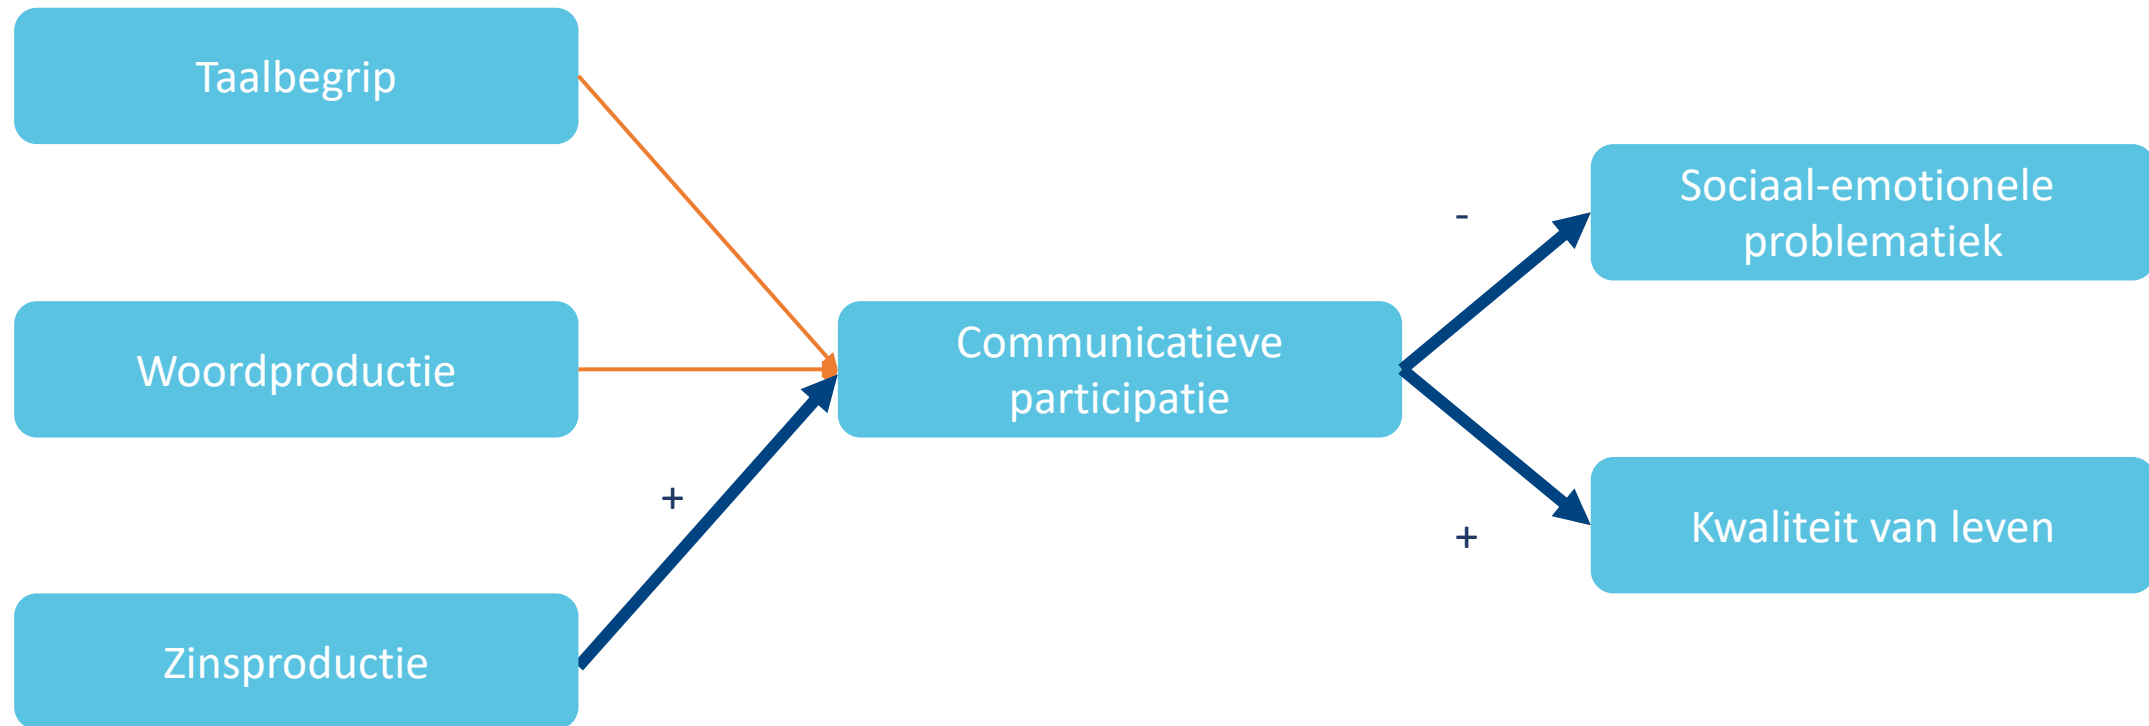 Taalbegrip
Woordproductie
Zinsproductie
+
Communicatieve
participatie
-
+
Sociaal-emotionele
problematiek
Kwaliteit van leven